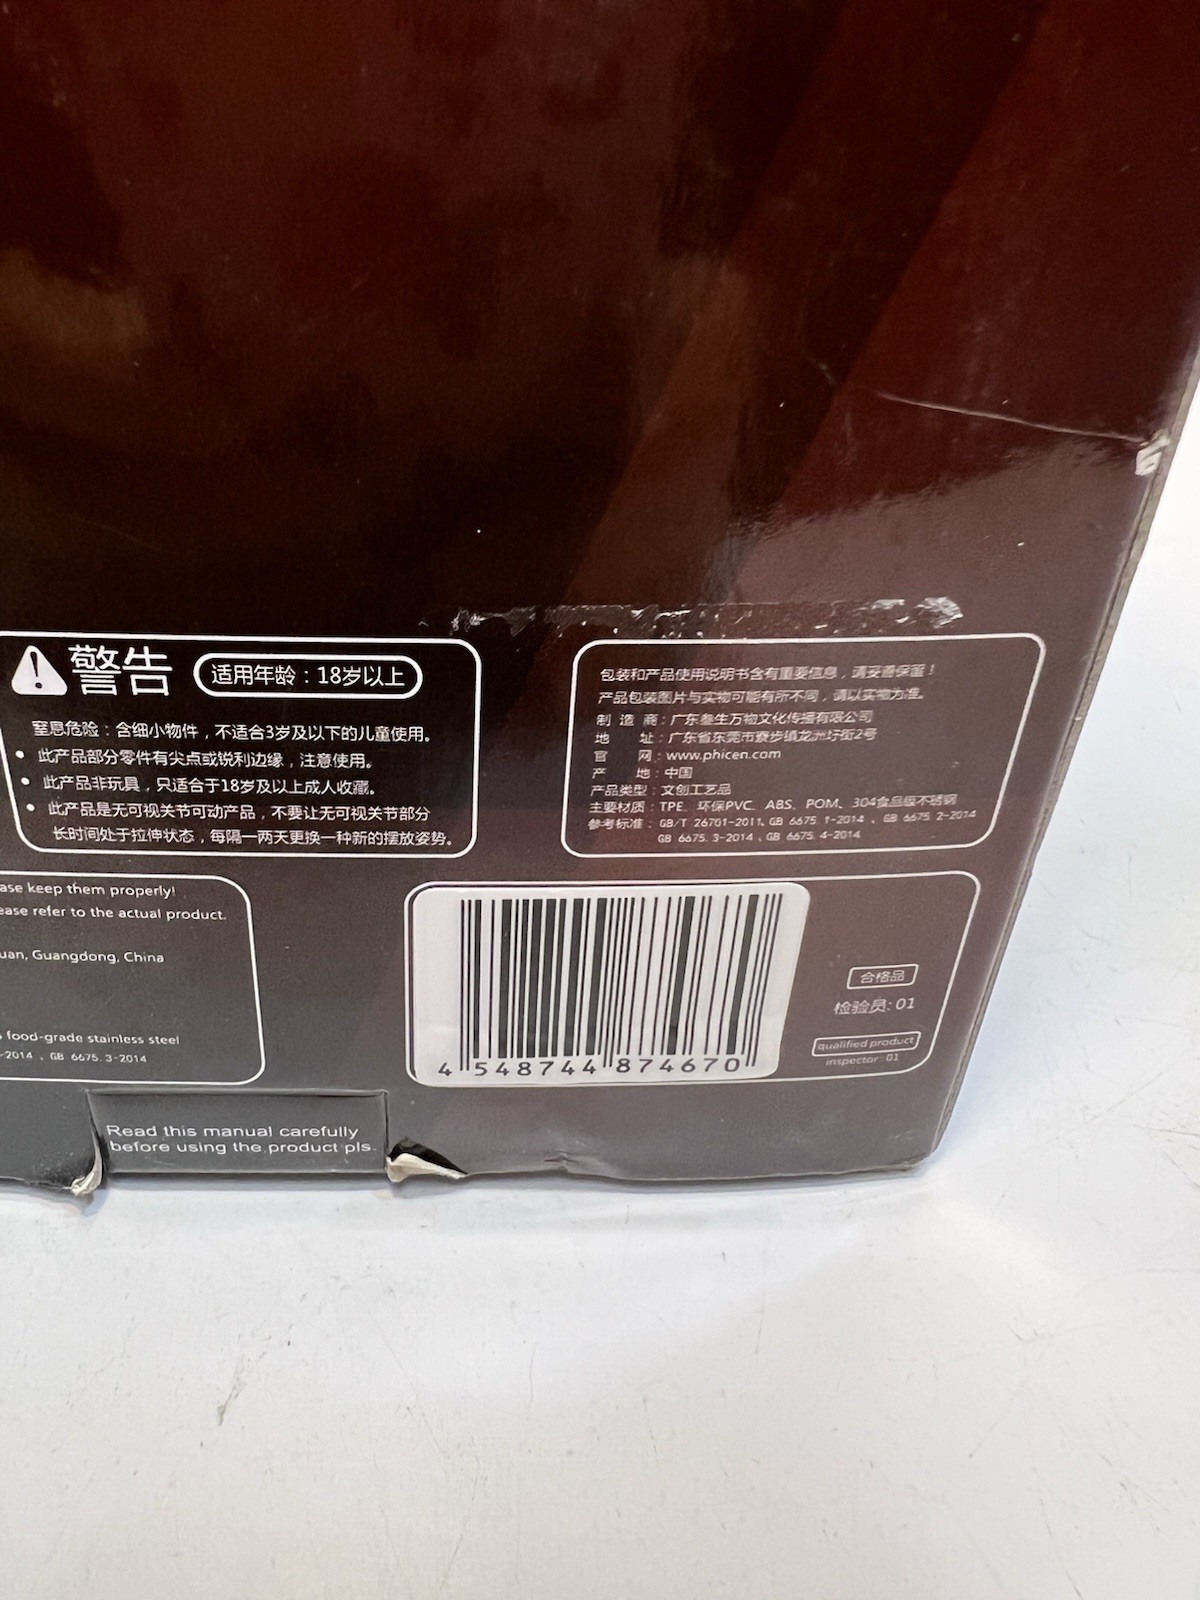 警告 适用年龄：18岁以上
窒息危险：含细小物件，不适合3岁及以下的儿童使用。
• 此产品部分零件有尖点或锐利边缘，注意使用。
• 此产品非玩具，只适合于18岁及以上成人收藏。
• 此产品是无可视关节可动产品，不要让无可视关节部分
长时间处于拉伸状态，每隔一两天更换一种新的摆放姿势。
包装和产品使用说明书含有重要信息，请妥善保留！
产品包装图片与实物可能有所不同，请以实物为准。
制 造 商：广东叁生万物文化传播有限公司
地 址：广东省东莞市寮步镇龙洲圩街2号
官 网：www.phicen.com
产 地：中国
产品类型：文创工艺品
主要材质：TPE、环保PVC、ABS、POM、304食品级不锈钢
参考标准：GB/T 26701-2011、GB 6675.1-2014 、GB 6675.2-2014
GB 6675.3-2014、GB 6675.4-2014
ase keep them properly!
ease refer to the actual product.
uan, Guangdong, China
food-grade stainless steel
-2014 、GB 6675.3-2014
4 548744 874670
合格品
检验员: 01
qualified product
inspector: 01
Read this manual carefully
before using the product pls.